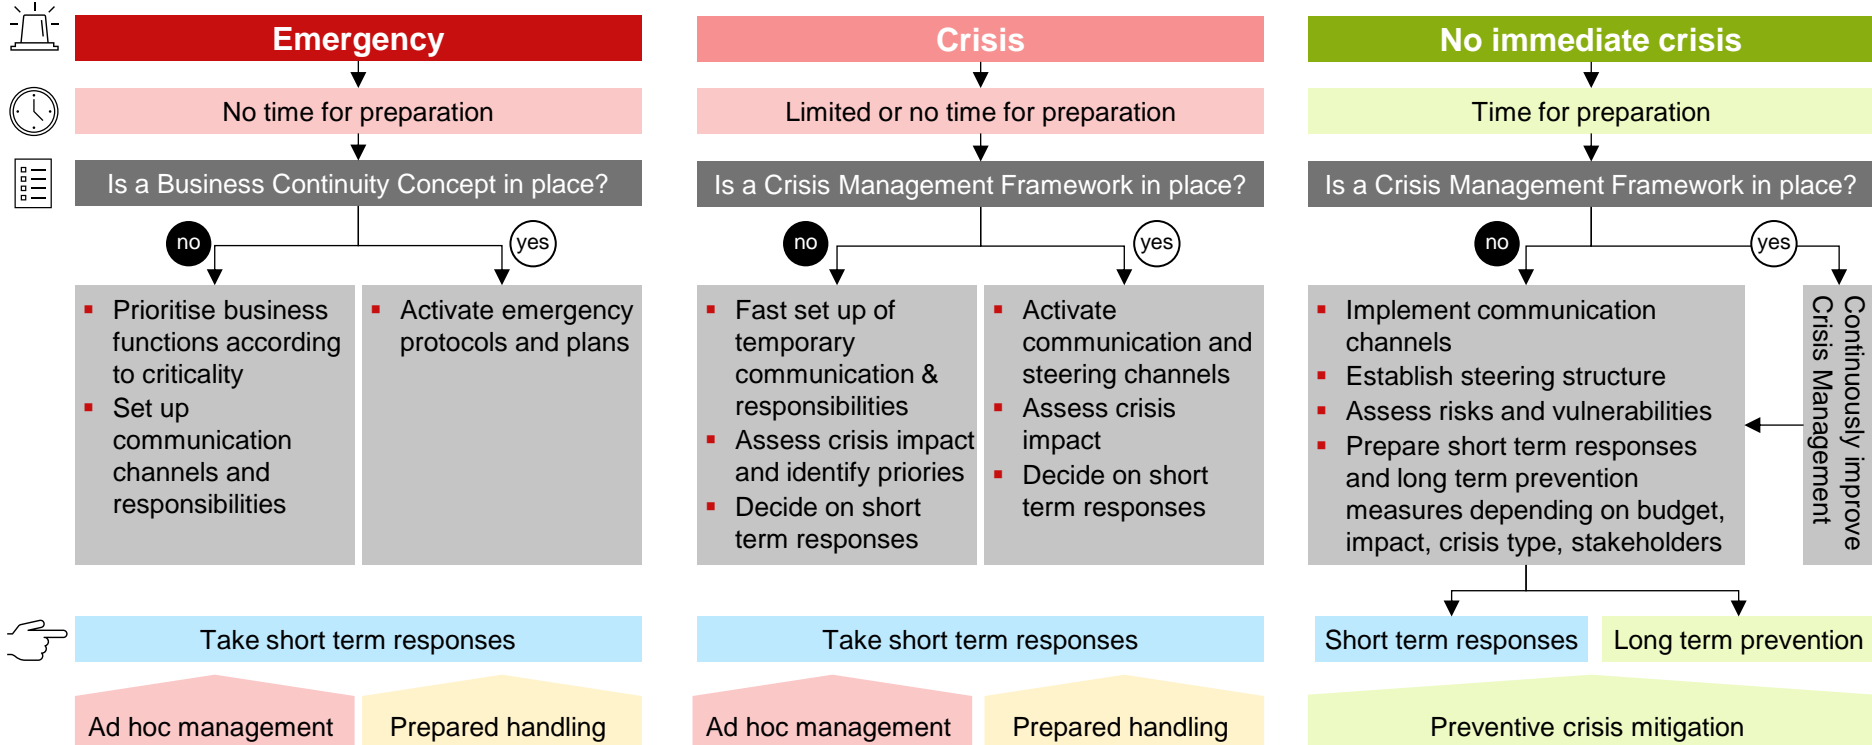 Emergency
No time for preparation
Is a Business Continuity Concept in place?
no
yes
Prioritise business
functions according
to criticality
Set up
communication
channels and
responsibilities
Activate emergency
protocols and plans
Take short term responses
Ad hoc management
Prepared handling
Crisis
Limited or no time for preparation
Is a Crisis Management Framework in place?
no
yes
Fast set up of
temporary
communication &
responsibilities
Assess crisis impact
and identify priories
Decide on short
term responses
Activate
communication and
steering channels
Assess crisis
impact
Decide on short
term responses
Take short term responses
Ad hoc management
Prepared handling
No immediate crisis
Time for preparation
Is a Crisis Management Framework in place?
no
yes
Implement communication
channels
Establish steering structure
Assess risks and vulnerabilities
Prepare short term responses
and long term prevention
measures depending on budget,
impact, crisis type, stakeholders
Continuously improve
Crisis Management
Short term responses
Long term prevention
Preventive crisis mitigation